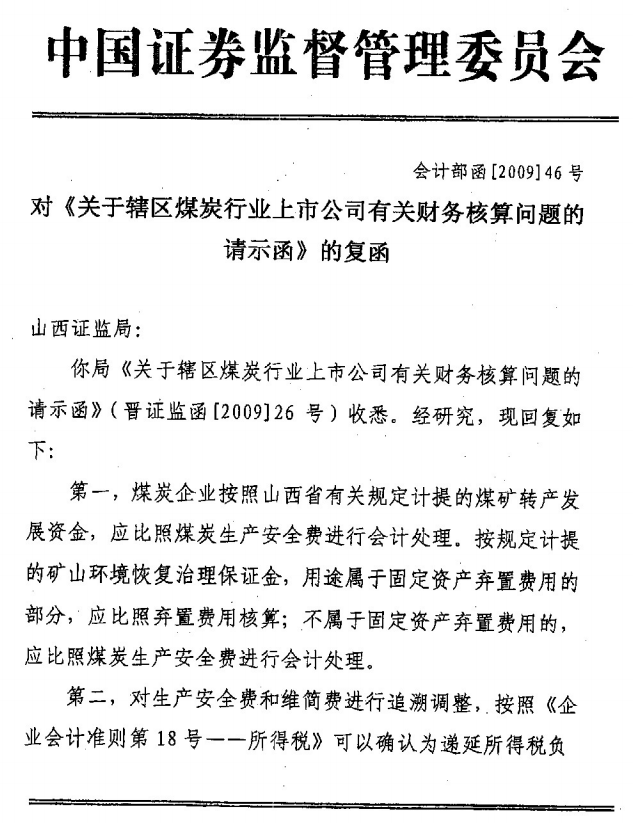 中国证券监督管理委员会
会计部函[2009]46 号
对《关于辖区煤炭行业上市公司有关财务核算问题的
请示函》的复函
山西证监局：
你局《关于辖区煤炭行业上市公司有关财务核算问题的
请示函》（晋证监函[2009]26 号）收悉。经研究，现回复如
下：
第一，煤炭企业按照山西省有关规定计提的煤矿转产发
展资金，应比照煤炭生产安全费进行会计处理。按规定计提
的矿山环境恢复治理保证金，用途属于固定资产弃置费用的
部分，应比照弃置费用核算；不属于固定资产弃置费用的，
应比照煤炭生产安全费进行会计处理。
第二，对生产安全费和维简费进行追溯调整，按照《企
业会计准则第 18 号——所得税》可以确认为递延所得税负